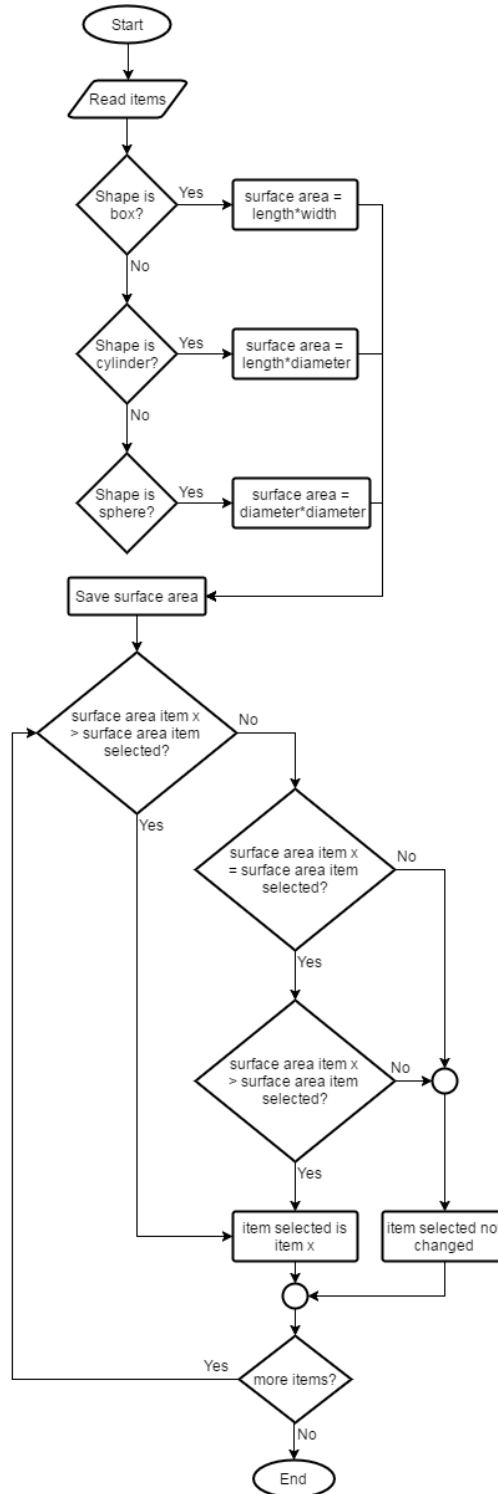 Start
Read items
Shape is
box?
Yes
surface area =
length*width
No
Shape is
cylinder?
Yes
surface area =
length*diameter
No
Shape is
sphere?
Yes
surface area =
diameter*diameter
Save surface area
surface area item x
> surface area item
selected?
No
Yes
surface area item x
= surface area item
selected?
No
Yes
surface area item x
> surface area item
selected?
No
Yes
item selected is
item x
item selected not
changed
more items?
Yes
No
End